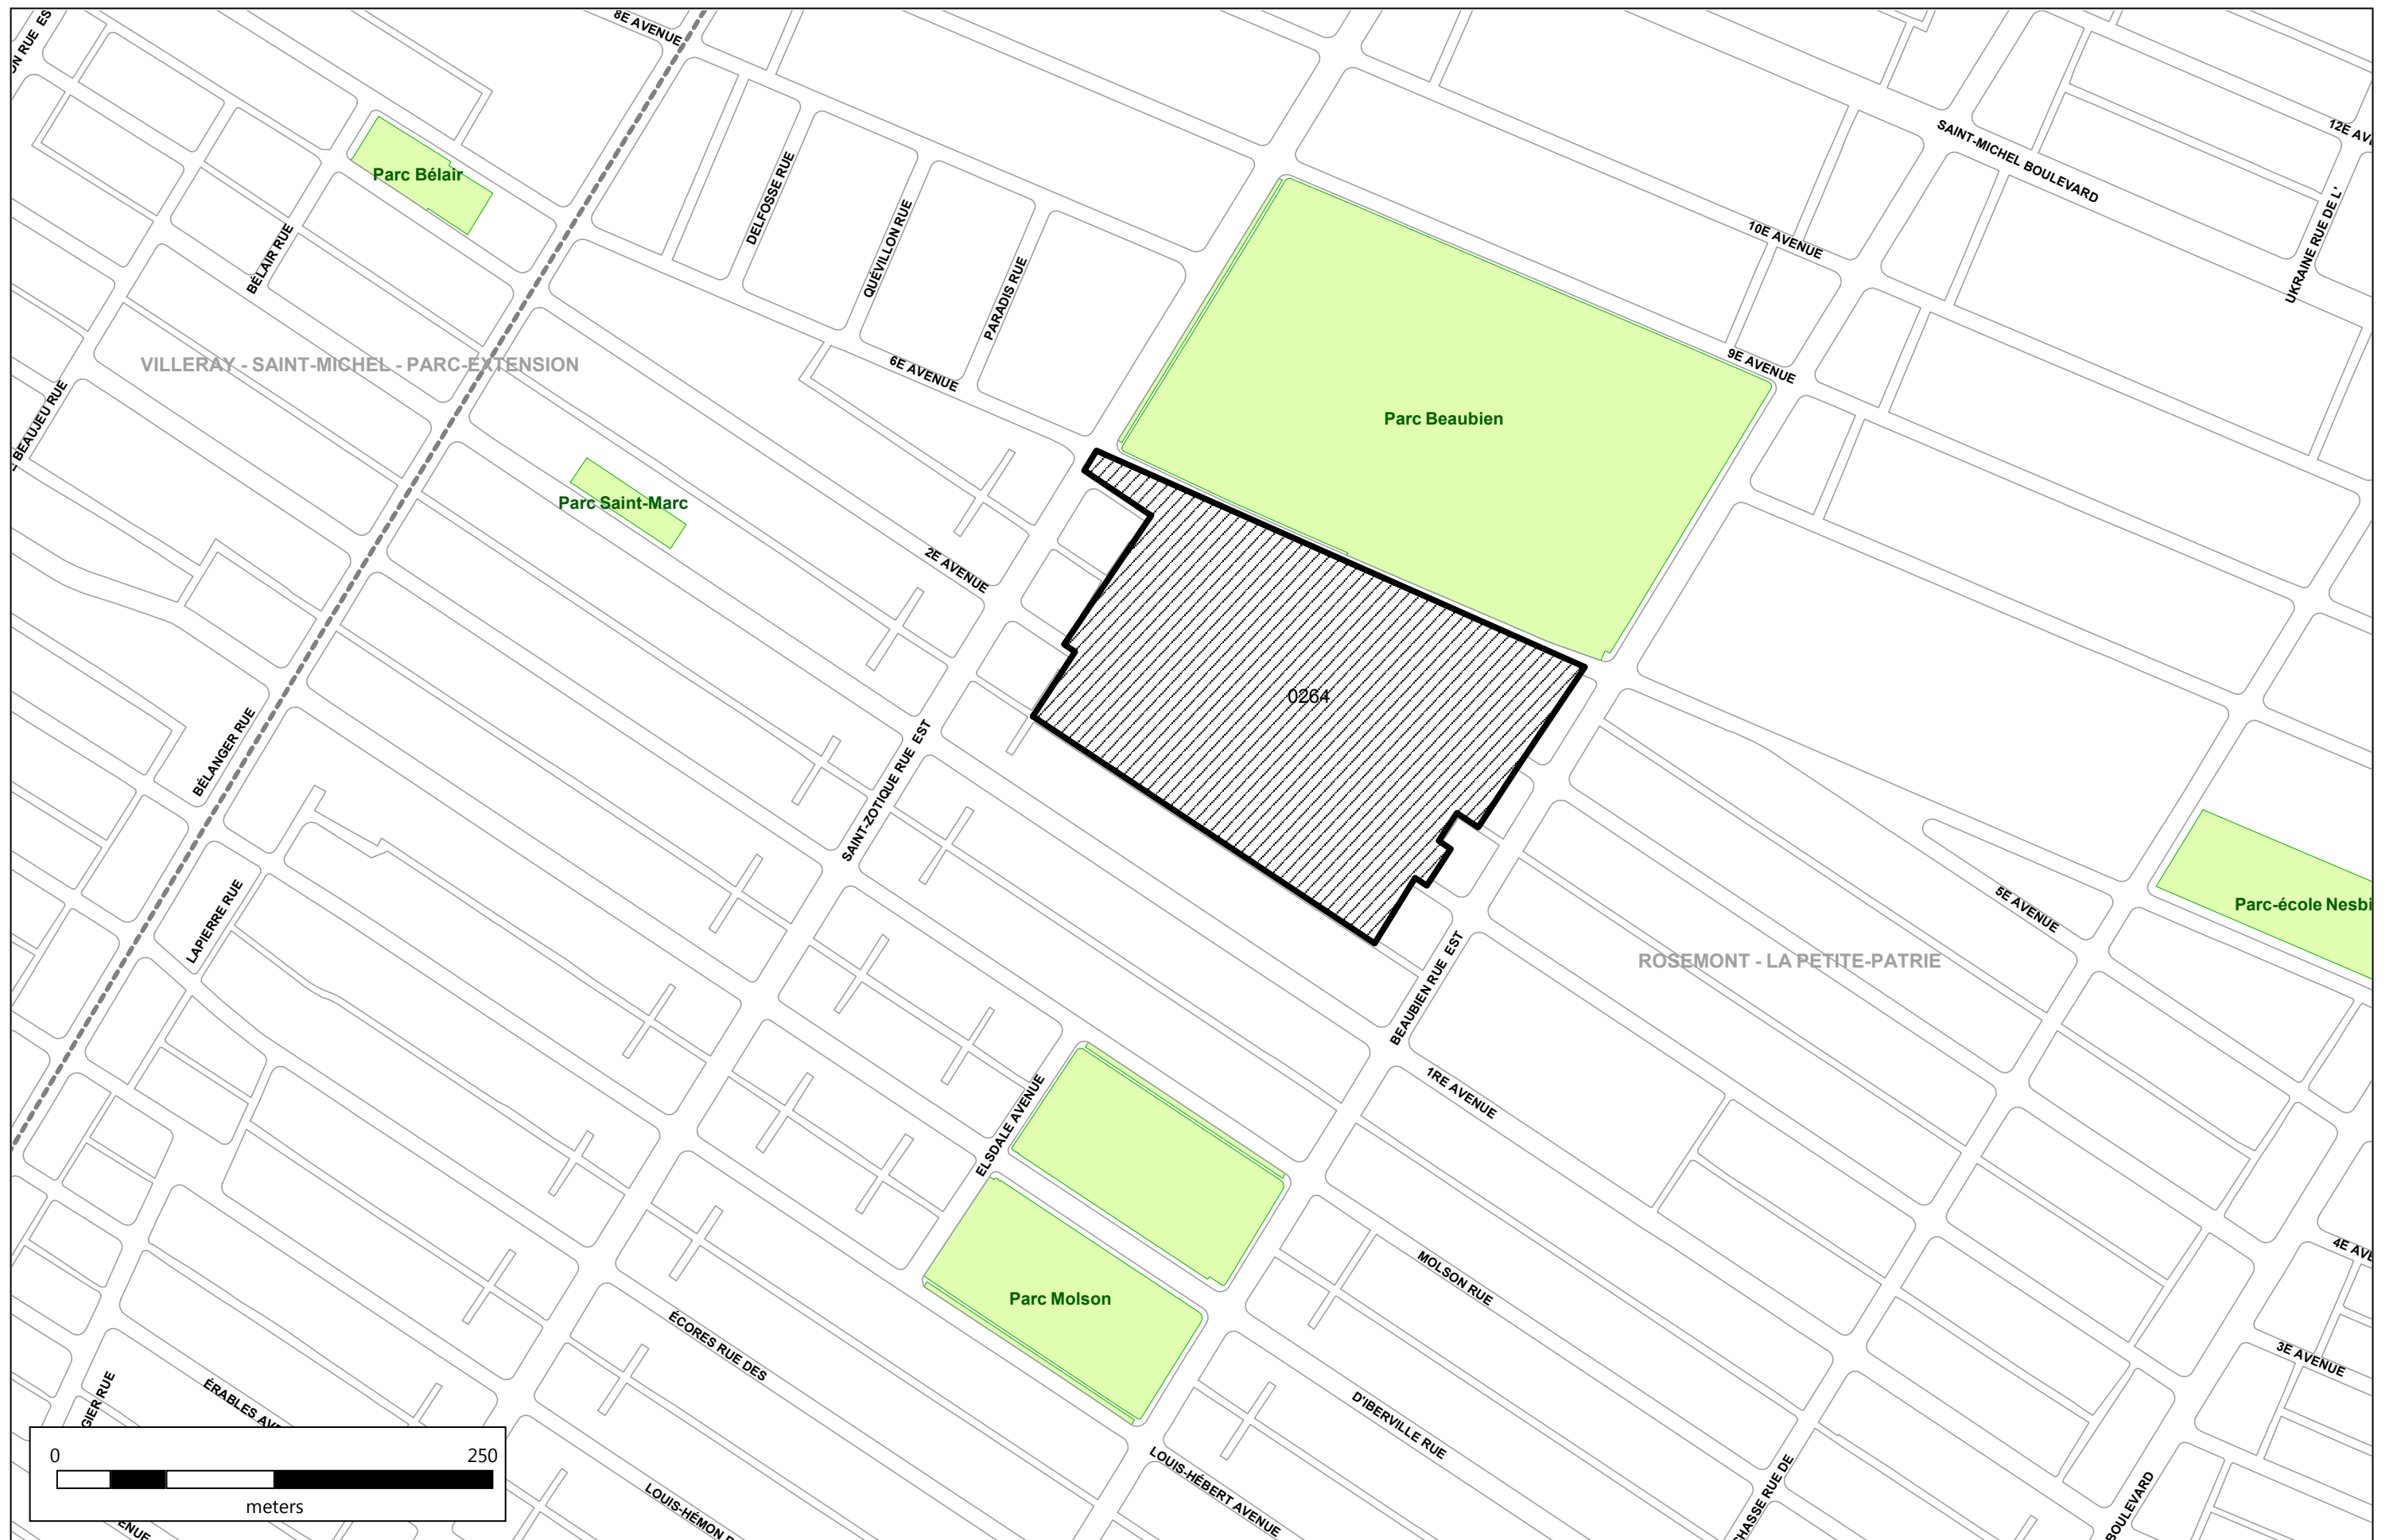 8E AVENUE
SAINT-MICHEL BOULEVARD
Parc Bélair
DELFOSSE RUE
QUÉVILLON RUE
PARADIS RUE
BÉLAIR RUE
10E AVENUE
UKRAINE RUE DE L'
9E AVENUE
VILLERAY - SAINT-MICHEL - PARC-EXTENSION
6E AVENUE
BEAUJEU RUE
Parc Beaubien
Parc Saint-Marc
2E AVENUE
0264
BÉLANGER RUE
SAINT-ZOTIQUE RUE EST
LAPIERRE RUE
5E AVENUE
Parc-école Nesbi
BEAUBIEN RUE EST
ROSEMONT - LA PETITE-PATRIE
1RE AVENUE
ELSDALE AVENUE
MOLSON RUE
4E AVE
Parc Molson
ÉCORES RUE DES
3E AVENUE
ÉRABLES AV
D'IBERVILLE RUE
LOUIS-HÉBERT AVENUE
LOUIS-HÉMON
BOULEVARD
0 250
meters